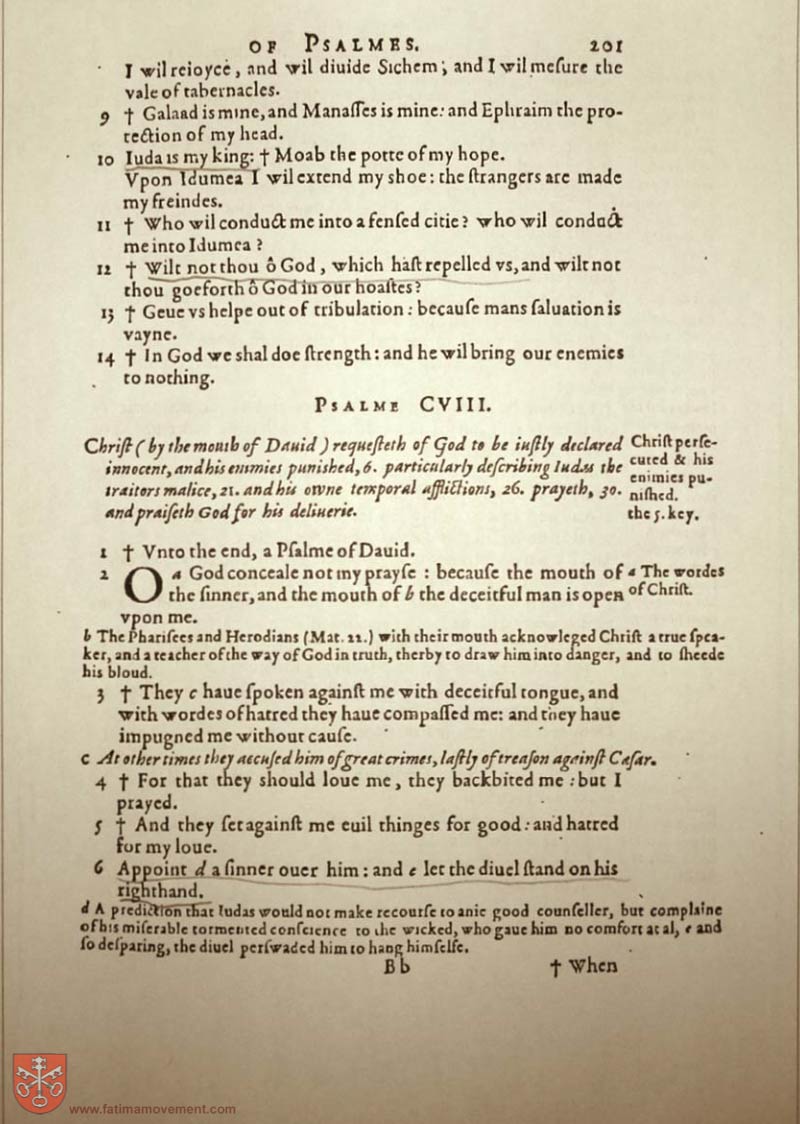 OF PSALMES. 201
I wil reioyce, and wil diuide Sichem; and I wil meſure the
vale of tabernacles.
9 † Galaad is mine, and Manaſſes is mine: and Ephraim the pro-
tection of my head.
10 Iuda is my king: † Moab the potte of my hope.
Vpon Idumea I wil extend my shoe: the ſtrangers are made
my freindes.
11 † Who wil conduct me into a fenſed citie? who wil conduct
me into Idumea?
12 † Wilt not thou ô God, which haſt repelled vs, and wilt not
thou goeforth ô God in our hoaſtes?
13 † Geue vs helpe out of tribulation: becauſe mans ſaluation is
vayne.
14 † In God we shal doe ſtrength: and he wil bring our enemies
to nothing.
PSALME CVIII.
Chriſt (by the mouth of Dauid) requeſteth of God to be iuſtly declared
innocent, and his enimies punished, 6. particularly deſcribing Iudas the
traitors malice, 21. and his owne temporal afflictions, 26. prayeth, 30.
and praiſeth God for his deliuerie.
Chriſt perſe-
cuted & his
enimies pu-
niſhed.
the 5. key.
1 † Vnto the end, a Pſalme of Dauid.
2 O a God conceale not my prayſe: becauſe the mouth of
the ſinner, and the mouth of b the deceitful man is open
vpon me.
a The wordes
of Chriſt.
b The Phariſees and Herodians (Mat. 22.) with their mouth acknowleged Chriſt a true ſpea-
ker, and a teacher of the way of God in truth, therby to draw him into danger, and to sheede
his bloud.
3 † They c haue ſpoken againſt me with deceitful tongue, and
with wordes of hatred they haue compaſſed me: and they haue
impugned me without cauſe.
c At other times they accuſed him of great crimes, laſtly of treaſon againſt Cæſar.
4 † For that they should loue me, they backbited me: but I
prayed.
5 † And they ſet againſt me euil thinges for good: and hatred
for my loue.
6 Appoint d a ſinner ouer him: and e let the diuel ſtand on his
righthand.
d A prediction that Iudas would not make recourſe to anie good counſeller, but complaine
of his miſerable tormented conſcience to the wicked, who gaue him no comfort at al, e and
ſo deſparing, the diuel perſwaded him to hang himſelfe.
B b † When
www.fatimamovement.com